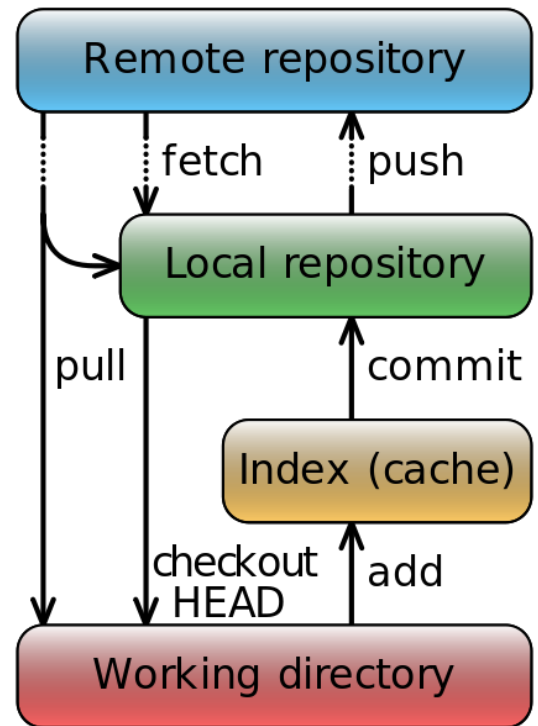 Remote repository
fetch
push
Local repository
pull
commit
Index (cache)
checkout
HEAD
add
Working directory